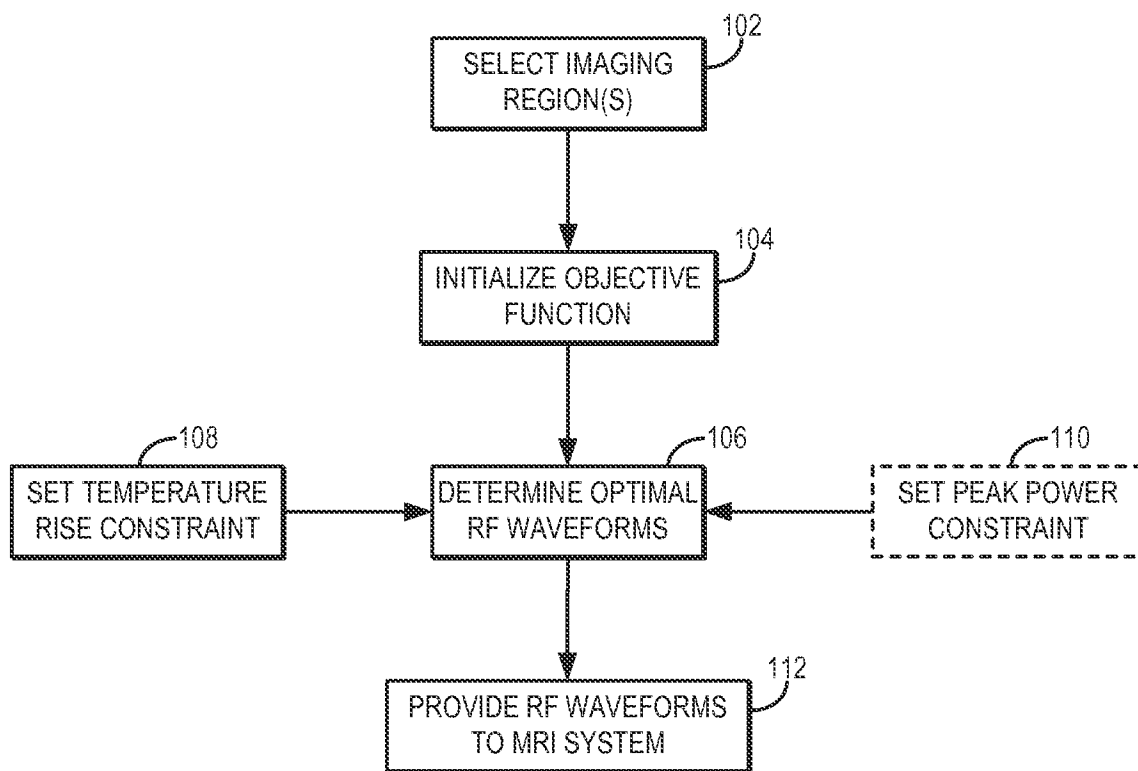 102
SELECT IMAGING
REGION(S)
104
INITIALIZE OBJECTIVE
FUNCTION
108
SET TEMPERATURE
RISE CONSTRAINT
106
DETERMINE OPTIMAL
RF WAVEFORMS
110
SET PEAK POWER
CONSTRAINT
112
PROVIDE RF WAVEFORMS
TO MRI SYSTEM